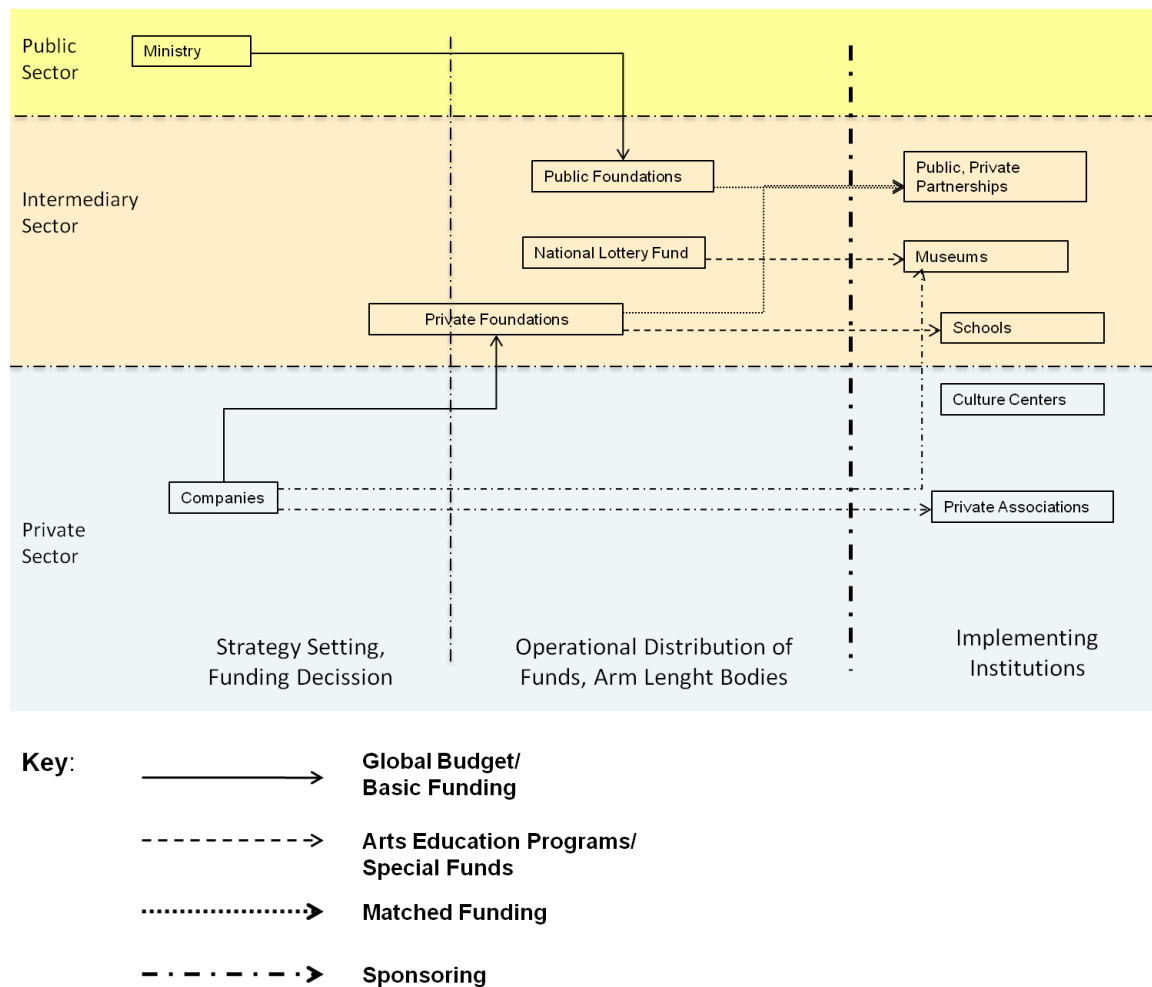 Public
Sector
Ministry
Intermediary
Sector
Public Foundations
Public, Private
Partnerships
National Lottery Fund
Museums
Private Foundations
Schools
Culture Centers
Companies
Private Associations
Private
Sector
Strategy Setting,
Funding Decission
Operational Distribution of
Funds, Arm Lenght Bodies
Implementing
Institutions
Key:
Global Budget/
Basic Funding
Arts Education Programs/
Special Funds
Matched Funding
Sponsoring